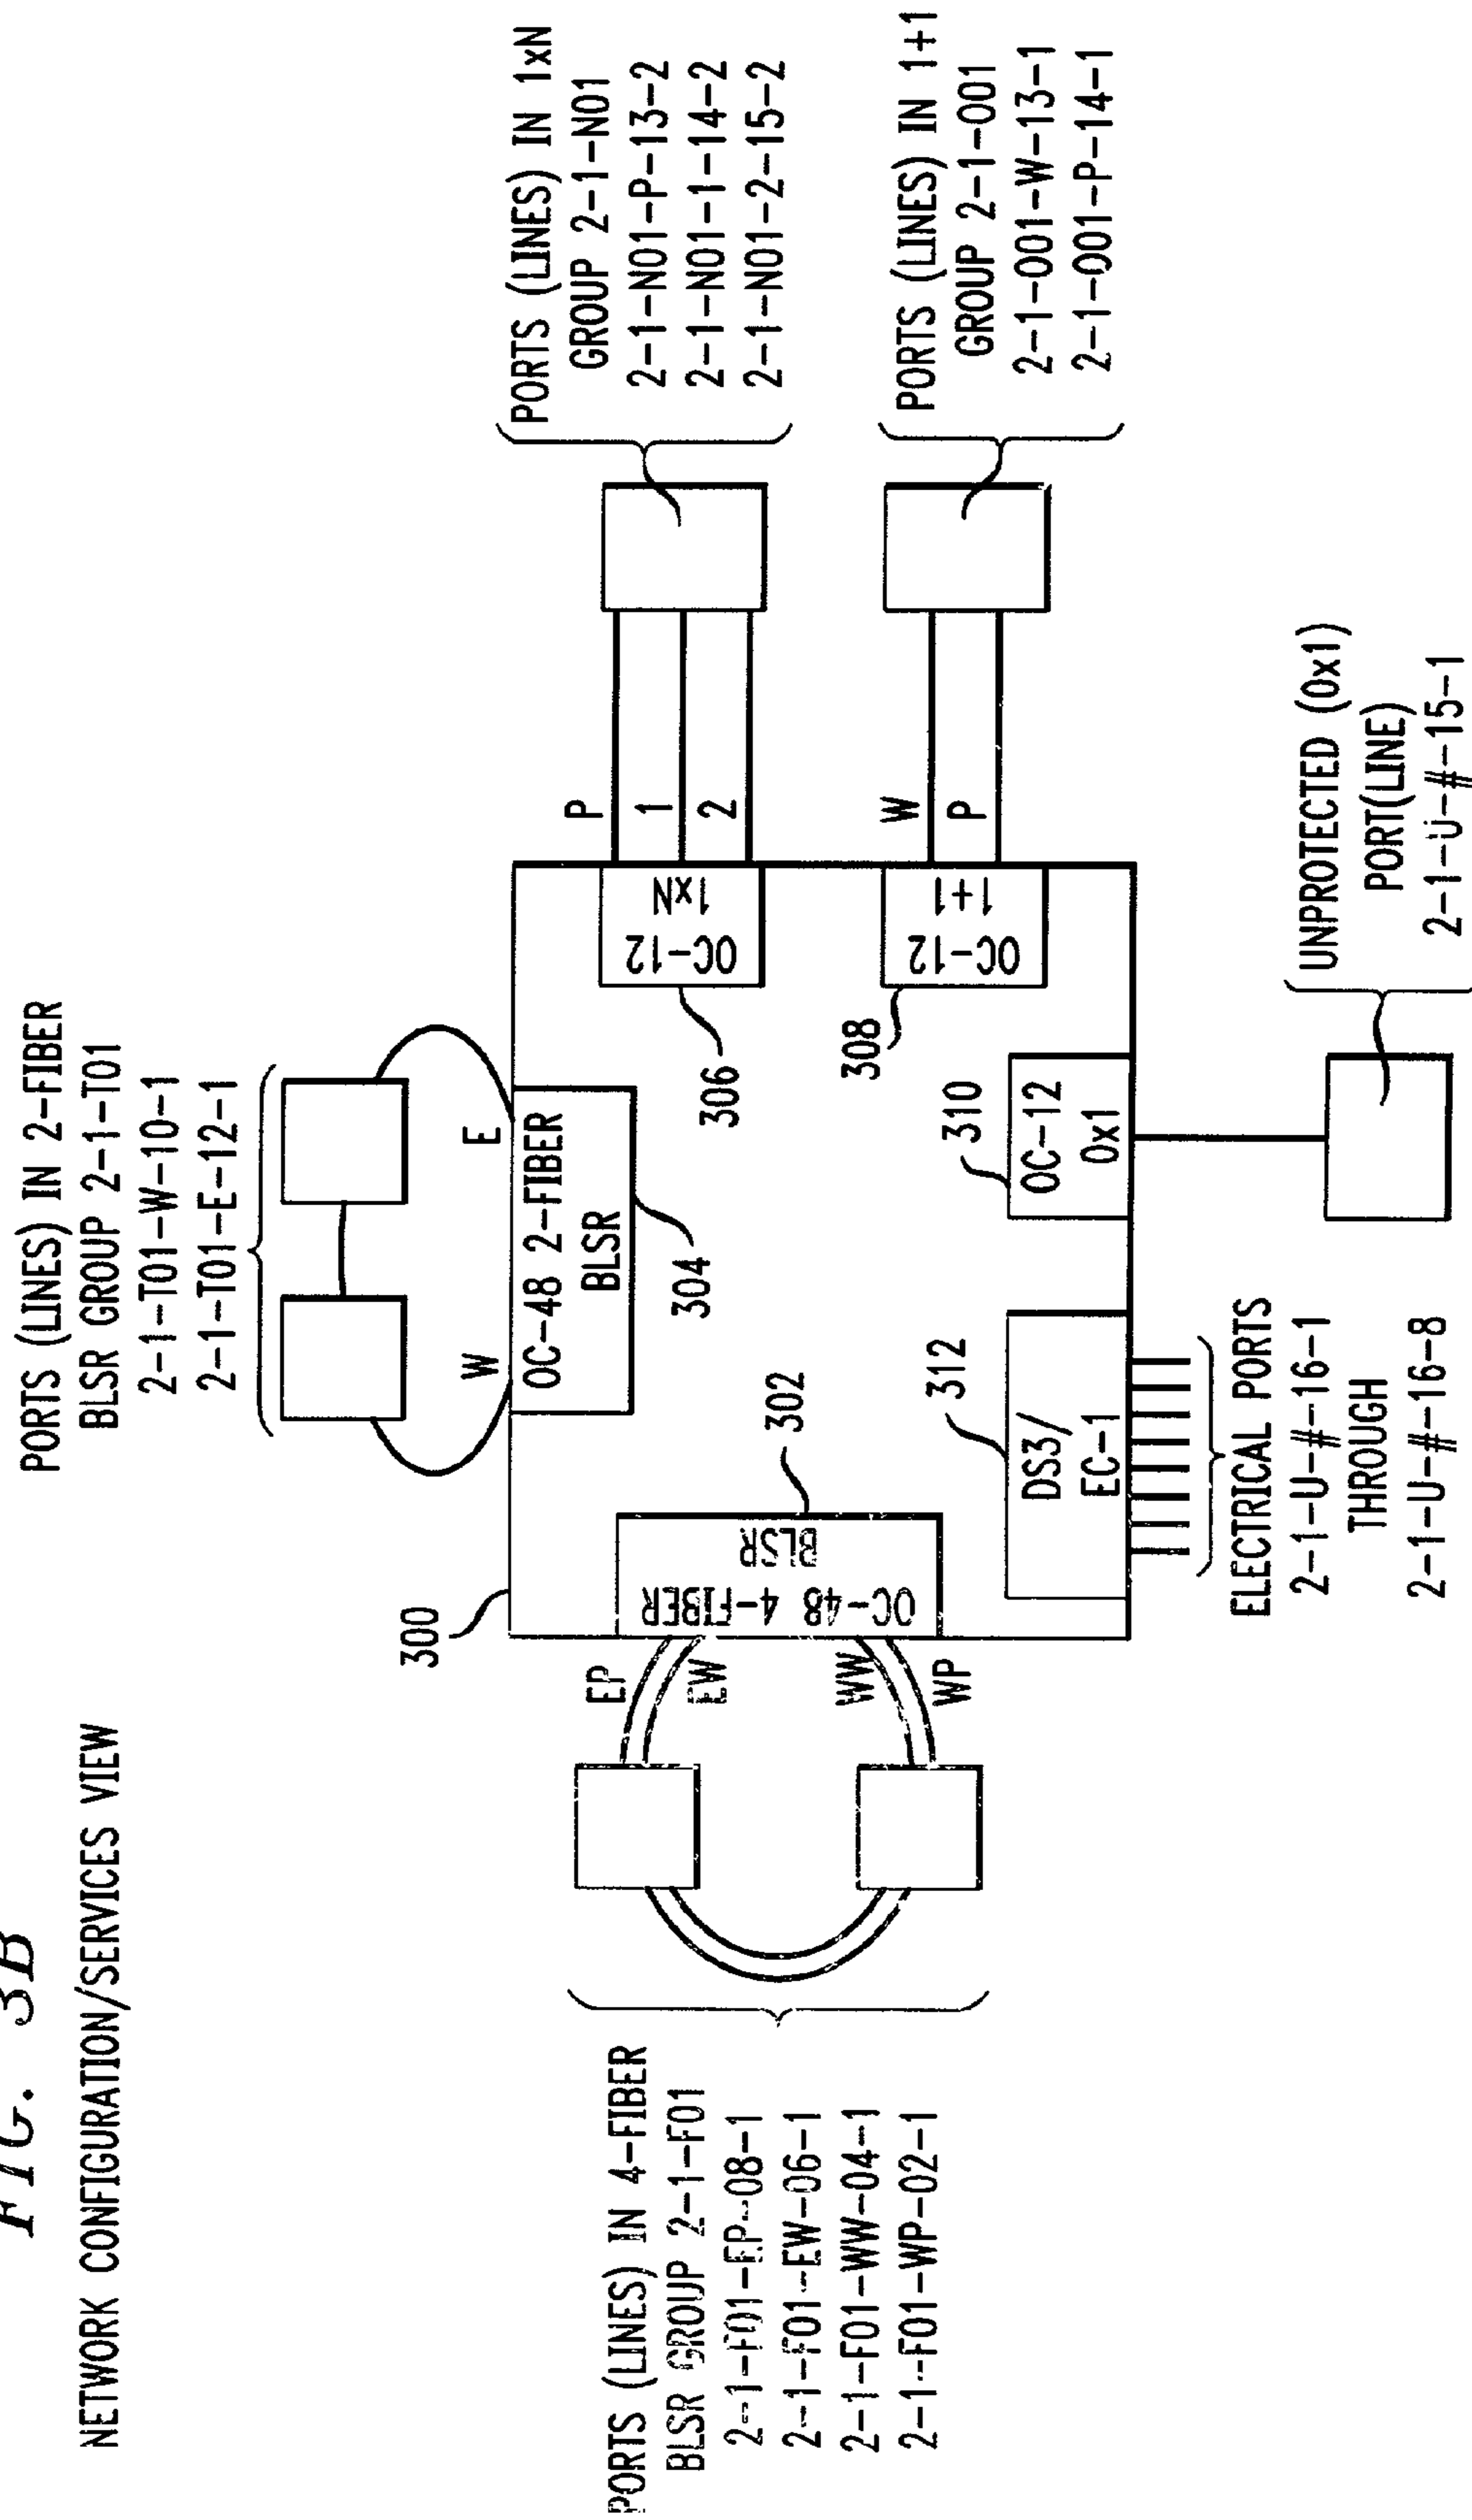 FIG. 3B
NETWORK CONFIGURATION/SERVICES VIEW
PORTS (LINES) IN 2-FIBER
BLSR GROUP 2-1-T01
2-1-T01-W-10-1
2-1-T01-E-12-1
W
E
300
OC-48 2-FIBER
BLSR
304
PORTS (LINES) IN 4-FIBER
BLSR GROUP 2-1-F01
2-1-F01-EP-08-1
2-1-F01-EW-06-1
2-1-F01-WW-04-1
2-1-F01-WP-02-1
EP
EW
WW
WP
OC-48 4-FIBER
BLSR
302
OC-12
1xN
306
P
1
2
PORTS (LINES) IN 1xN
GROUP 2-1-N01
2-1-N01-P-13-2
2-1-N01-1-14-2
2-1-N01-2-15-2
OC-12
1+1
308
W
P
PORTS (LINES) IN 1+1
GROUP 2-1-001
2-1-001-W-13-1
2-1-001-P-14-1
312
DS3/
EC-1
ELECTRICAL PORTS
2-1-U-#-16-1
THROUGH
2-1-U-#-16-8
310
OC-12
0x1
UNPROTECTED (0x1)
PORT(LINE)
2-1-U-#-15-1